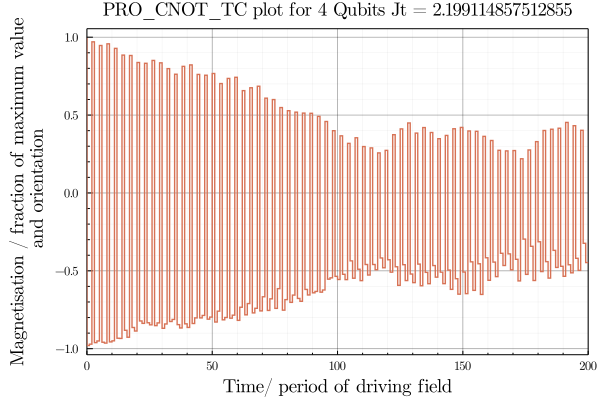 PRO_CNOT_TC plot for 4 Qubits Jt = 2.199114857512855
Magnetisation / fraction of maximum value
and orientation
1.0
0.5
0.0
−0.5
−1.0
0 50 100 150 200
Time/ period of driving field